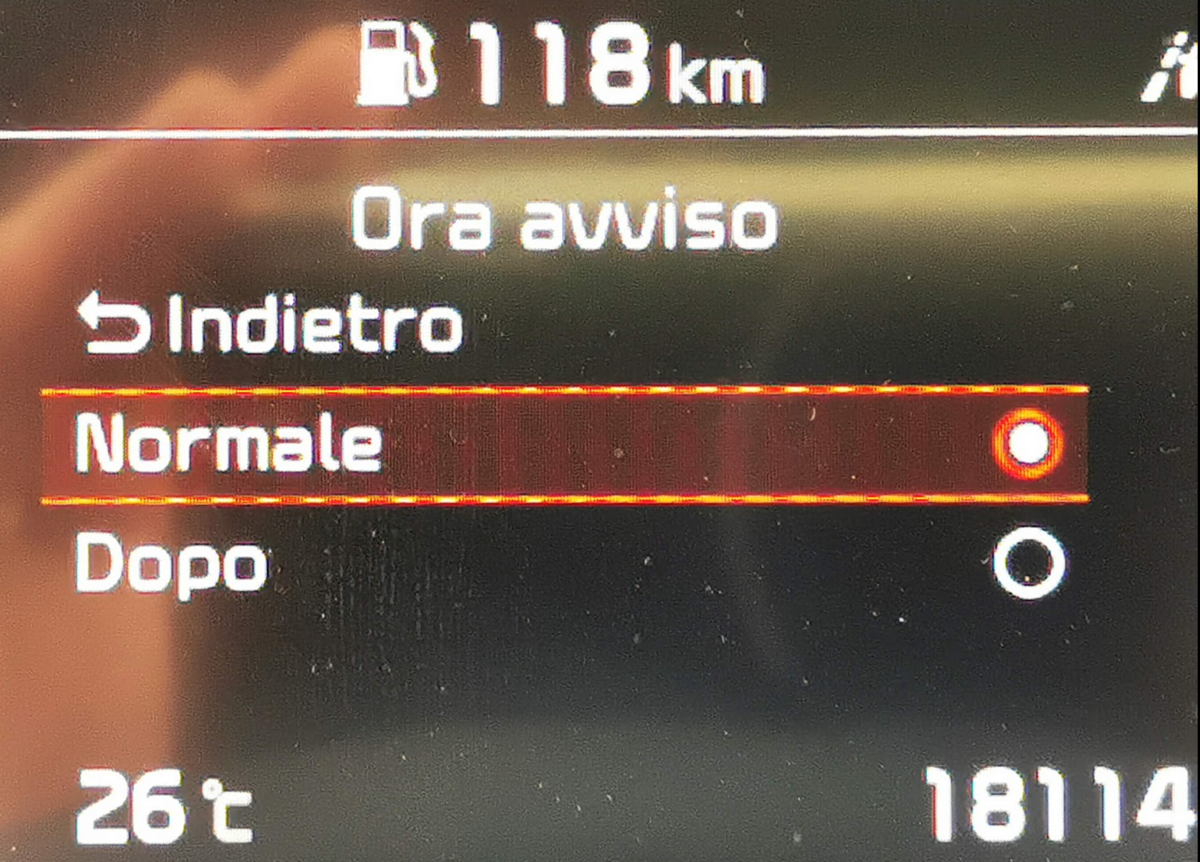 118 km
Ora avviso
Indietro
Normale
Dopo
26 °C
18114